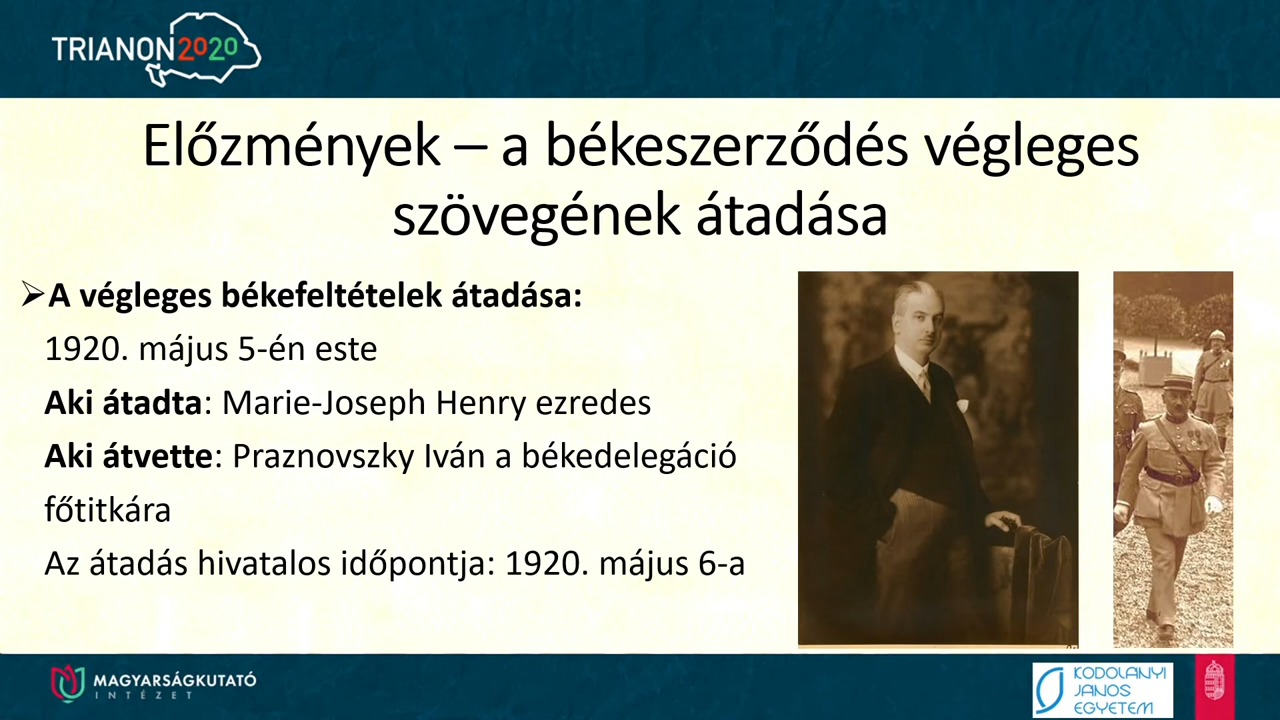 TRIANON2020
Előzmények – a békeszerződés végleges
szövegének átadása
➢A végleges békefeltételek átadása:
1920. május 5-én este
Aki átadta: Marie-Joseph Henry ezredes
Aki átvette: Praznovszky Iván a békedelegáció
főtitkára
Az átadás hivatalos időpontja: 1920. május 6-a
MAGYARSÁGKUTATÓ
INTÉZET
KODOLÁNYI
JÁNOS
EGYETEM